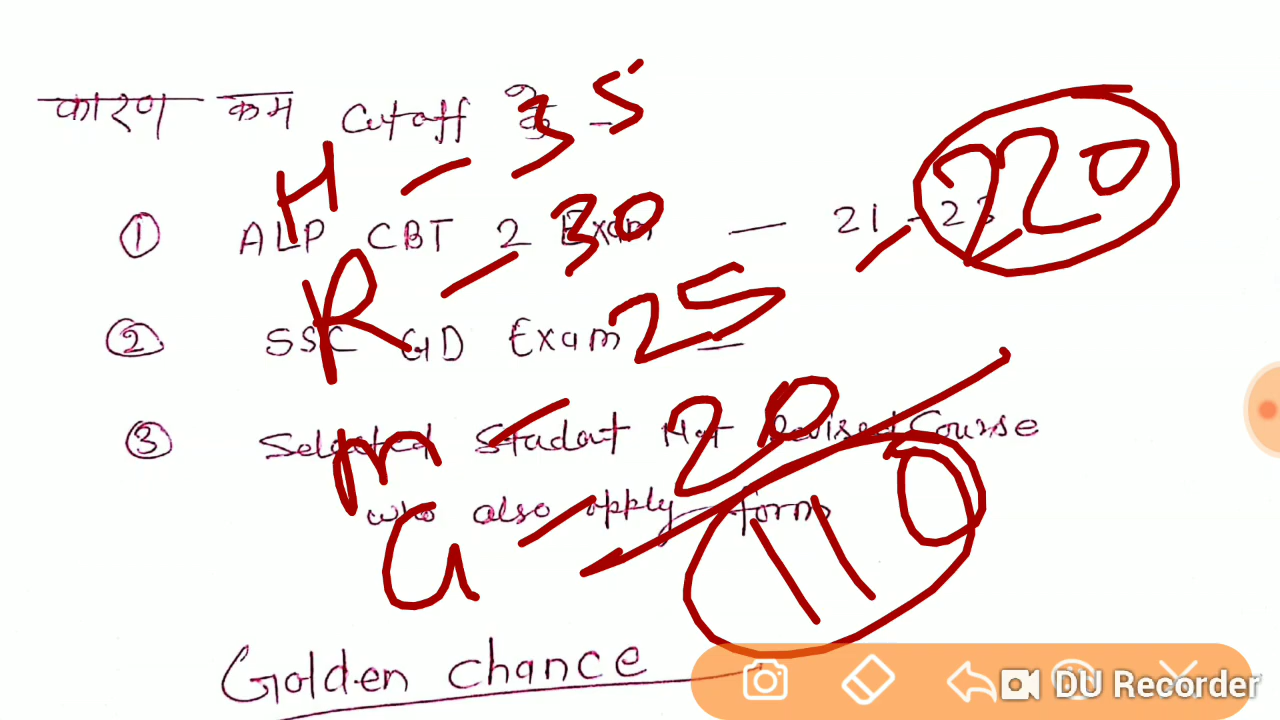 कारण कम Cutoff के -
H - 35
① ALP CBT 2 Exam — 21 - 23
220
R - 30
② SSC GD Exam —
25
③ Selected Student Not Revised Course
m - 20
who also apply form
G - 110
Golden chance
DU Recorder